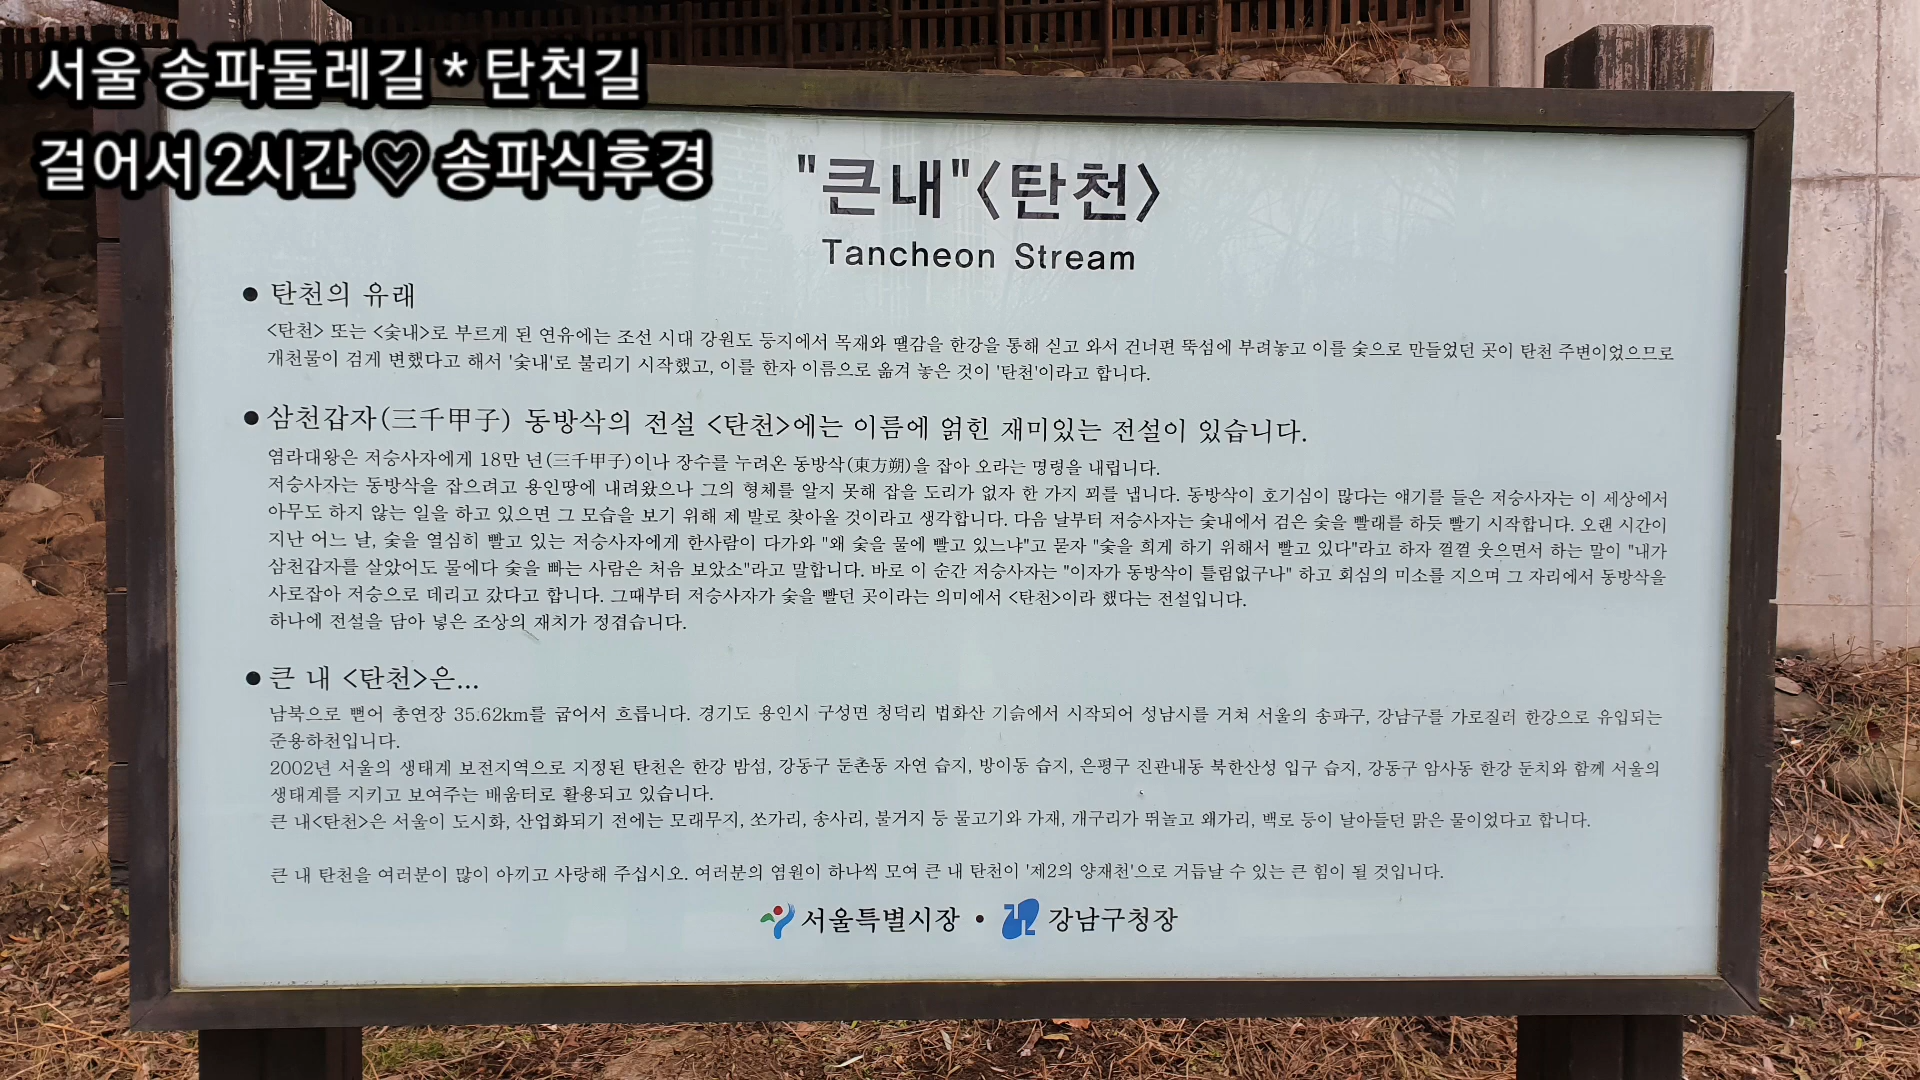 서울 송파둘레길 * 탄천길
걸어서 2시간 ♡ 송파식후경
"큰내"<탄천>
Tancheon Stream
● 탄천의 유래
<탄천> 또는 <숯내>로 부르게 된 연유에는 조선 시대 강원도 등지에서 목재와 땔감을 한강을 통해 싣고 와서 건너편 뚝섬에 부려놓고 이를 숯으로 만들었던 곳이 탄천 주변이었으므로
개천물이 검게 변했다고 해서 '숯내'로 불리기 시작했고, 이를 한자 이름으로 옮겨 놓은 것이 '탄천'이라고 합니다.
● 삼천갑자(三千甲子) 동방삭의 전설 <탄천>에는 이름에 얽힌 재미있는 전설이 있습니다.
염라대왕은 저승사자에게 18만 년(三千甲子)이나 장수를 누려온 동방삭(東方朔)을 잡아 오라는 명령을 내립니다.
저승사자는 동방삭을 잡으려고 용인땅에 내려왔으나 그의 형체를 알지 못해 잡을 도리가 없자 한 가지 꾀를 냅니다. 동방삭이 호기심이 많다는 얘기를 들은 저승사자는 이 세상에서
아무도 하지 않는 일을 하고 있으면 그 모습을 보기 위해 제 발로 찾아올 것이라고 생각합니다. 다음 날부터 저승사자는 숯내에서 검은 숯을 빨래를 하듯 빨기 시작합니다. 오랜 시간이
지난 어느 날, 숯을 열심히 빨고 있는 저승사자에게 한사람이 다가와 "왜 숯을 물에 빨고 있느냐"고 묻자 "숯을 희게 하기 위해서 빨고 있다"라고 하자 껄껄 웃으면서 하는 말이 "내가
삼천갑자를 살았어도 물에다 숯을 빠는 사람은 처음 보았소"라고 말합니다. 바로 이 순간 저승사자는 "이자가 동방삭이 틀림없구나" 하고 회심의 미소를 지으며 그 자리에서 동방삭을
사로잡아 저승으로 데리고 갔다고 합니다. 그때부터 저승사자가 숯을 빨던 곳이라는 의미에서 <탄천>이라 했다는 전설입니다.
하나에 전설을 담아 넣은 조상의 재치가 정겹습니다.
● 큰 내 <탄천>은...
남북으로 뻗어 총연장 35.62km를 굽어서 흐릅니다. 경기도 용인시 구성면 청덕리 법화산 기슭에서 시작되어 성남시를 거쳐 서울의 송파구, 강남구를 가로질러 한강으로 유입되는
준용하천입니다.
2002년 서울의 생태계 보전지역으로 지정된 탄천은 한강 밤섬, 강동구 둔촌동 자연 습지, 방이동 습지, 은평구 진관내동 북한산성 입구 습지, 강동구 암사동 한강 둔치와 함께 서울의
생태계를 지키고 보여주는 배움터로 활용되고 있습니다.
큰 내<탄천>은 서울이 도시화, 산업화되기 전에는 모래무지, 쏘가리, 송사리, 불거지 등 물고기와 가재, 개구리가 뛰놀고 왜가리, 백로 등이 날아들던 맑은 물이었다고 합니다.
큰 내 탄천을 여러분이 많이 아끼고 사랑해 주십시오. 여러분의 염원이 하나씩 모여 큰 내 탄천이 '제2의 양재천'으로 거듭날 수 있는 큰 힘이 될 것입니다.
서울특별시장 • 강남구청장